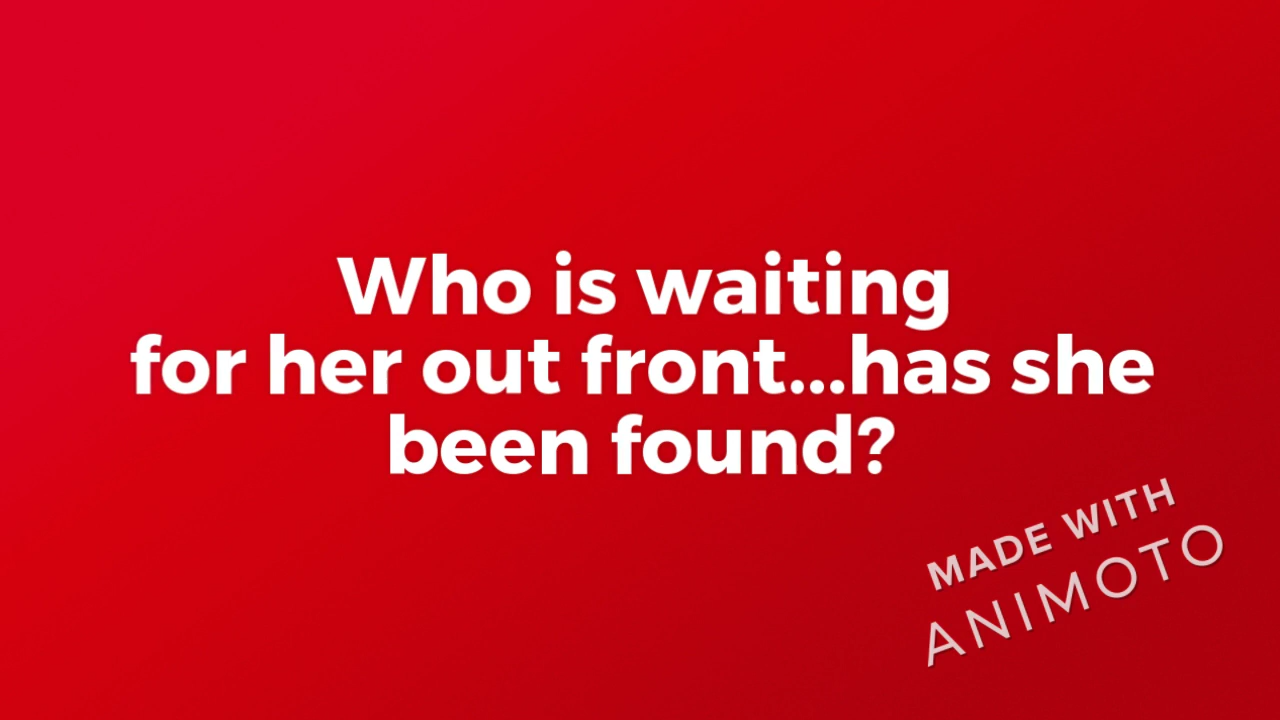 Who is waiting
for her out front...has she
been found?
MADE WITH
ANIMOTO